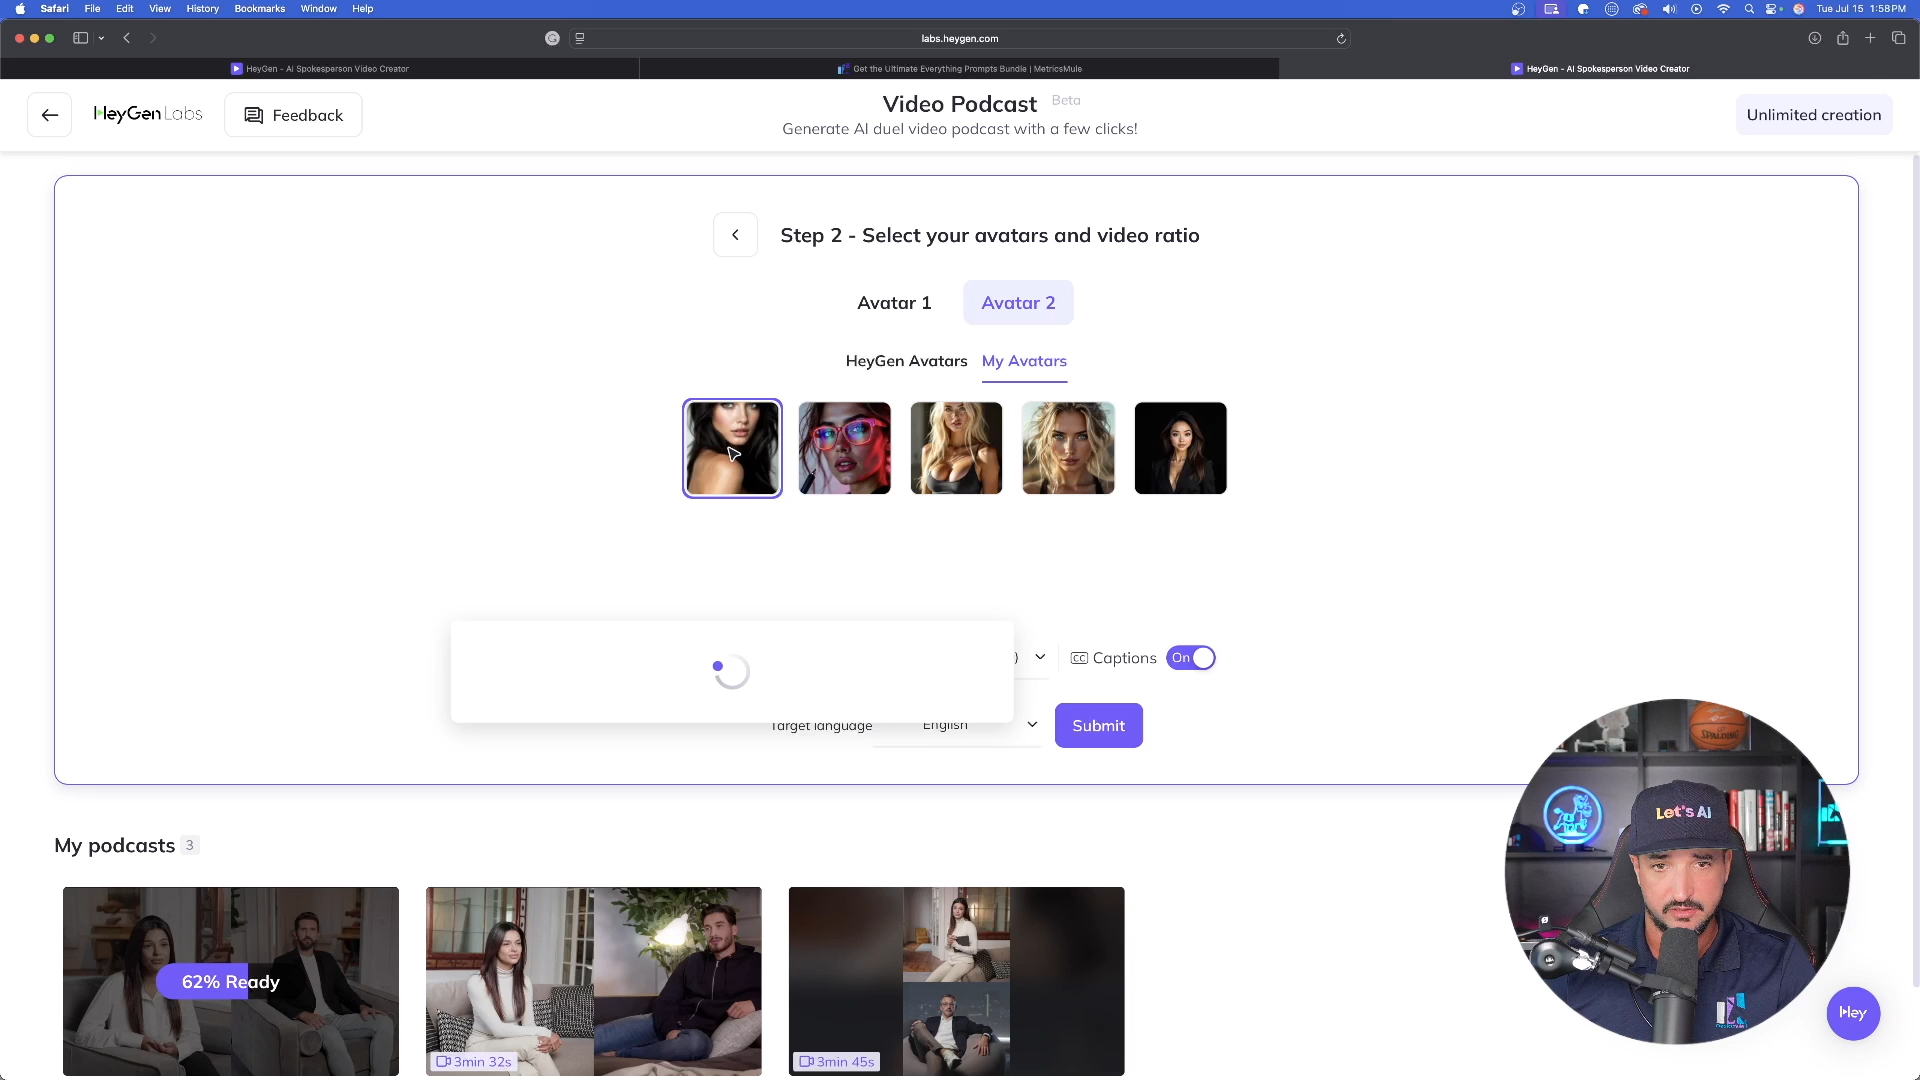 Safari File Edit View History Bookmarks Window Help
Tue Jul 15 1:58PM
labs.heygen.com
HeyGen - AI Spokesperson Video Creator
Get the Ultimate Everything Prompts Bundle | MetricsMule
HeyGen - AI Spokesperson Video Creator
HeyGen Labs
Feedback
Video Podcast Beta
Generate AI duel video podcast with a few clicks!
Unlimited creation
Step 2 - Select your avatars and video ratio
Avatar 1 Avatar 2
HeyGen Avatars My Avatars
) CC Captions On
Target language English Submit
Let's AI
SPALDING
My podcasts 3
62% Ready
3min 32s
3min 45s
Hey